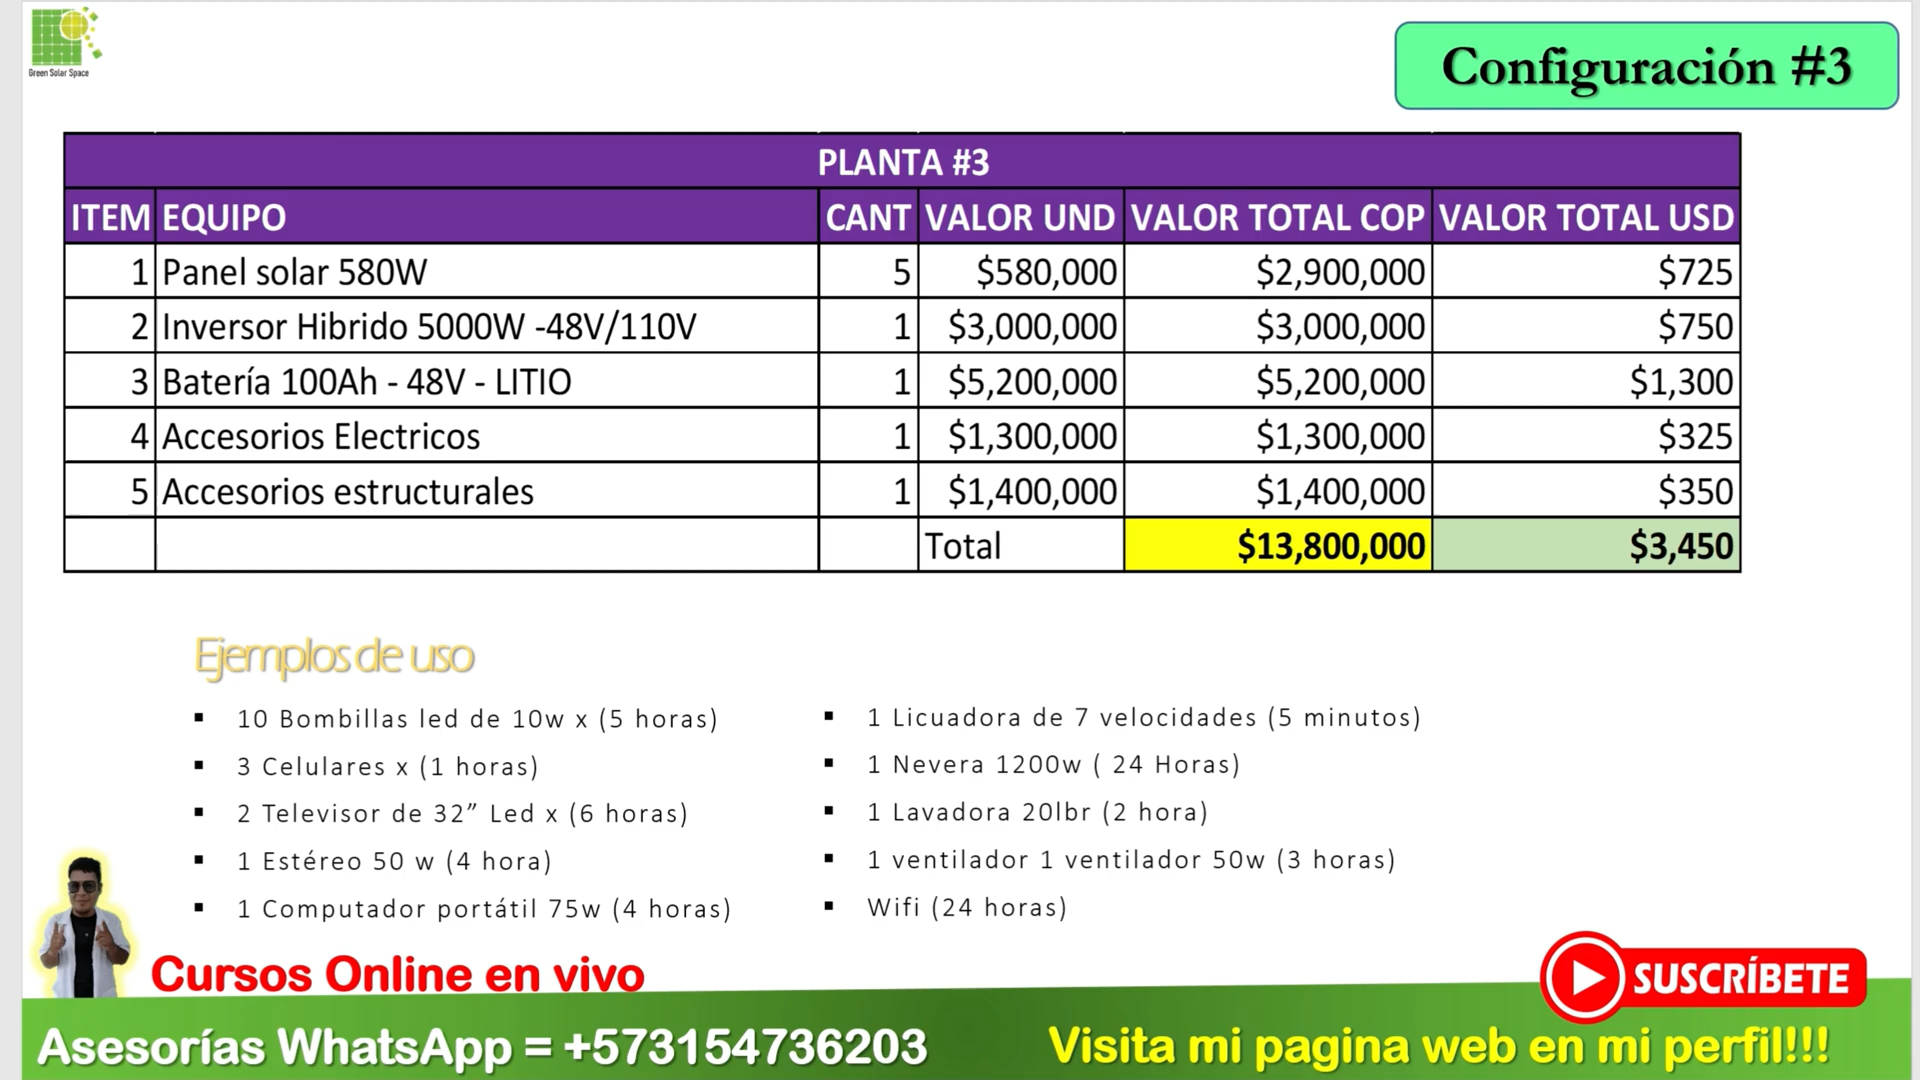 Green Solar Space
Configuración #3
PLANTA #3
ITEM EQUIPO CANT VALOR UND VALOR TOTAL COP VALOR TOTAL USD
1 Panel solar 580W 5 $580,000 $2,900,000 $725
2 Inversor Hibrido 5000W -48V/110V 1 $3,000,000 $3,000,000 $750
3 Batería 100Ah - 48V - LITIO 1 $5,200,000 $5,200,000 $1,300
4 Accesorios Electricos 1 $1,300,000 $1,300,000 $325
5 Accesorios estructurales 1 $1,400,000 $1,400,000 $350
Total $13,800,000 $3,450
Ejemplos de uso
▪ 10 Bombillas led de 10w x (5 horas)
▪ 3 Celulares x (1 horas)
▪ 2 Televisor de 32” Led x (6 horas)
▪ 1 Estéreo 50 w (4 hora)
▪ 1 Computador portátil 75w (4 horas)
▪ 1 Licuadora de 7 velocidades (5 minutos)
▪ 1 Nevera 1200w ( 24 Horas)
▪ 1 Lavadora 20lbr (2 hora)
▪ 1 ventilador 1 ventilador 50w (3 horas)
▪ Wifi (24 horas)
Cursos Online en vivo
SUSCRÍBETE
Asesorías WhatsApp = +573154736203
Visita mi pagina web en mi perfil!!!